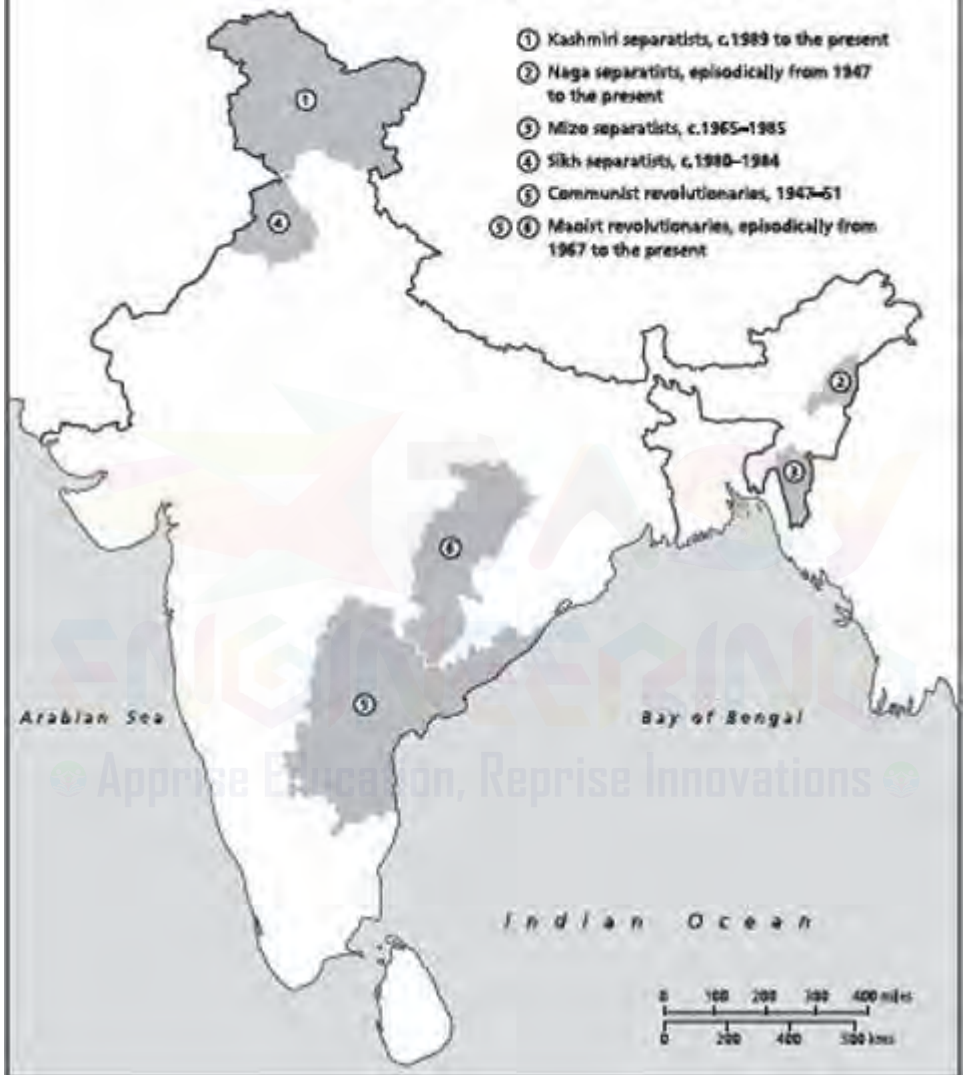 ① Kashmiri separatists, c.1989 to the present
② Naga separatists, episodically from 1947
to the present
③ Mizo separatists, c.1965–1985
④ Sikh separatists, c.1980–1984
⑤ Communist revolutionaries, 1947–51
⑤ ⑥ Maoist revolutionaries, episodically from
1967 to the present
①
④
②
③
⑥
⑤
EASY
ENGINEERING
Arabian Sea
Bay of Bengal
Apprise Education, Reprise Innovations
Indian Ocean
0 100 200 300 400 miles
0 200 400 500 kms